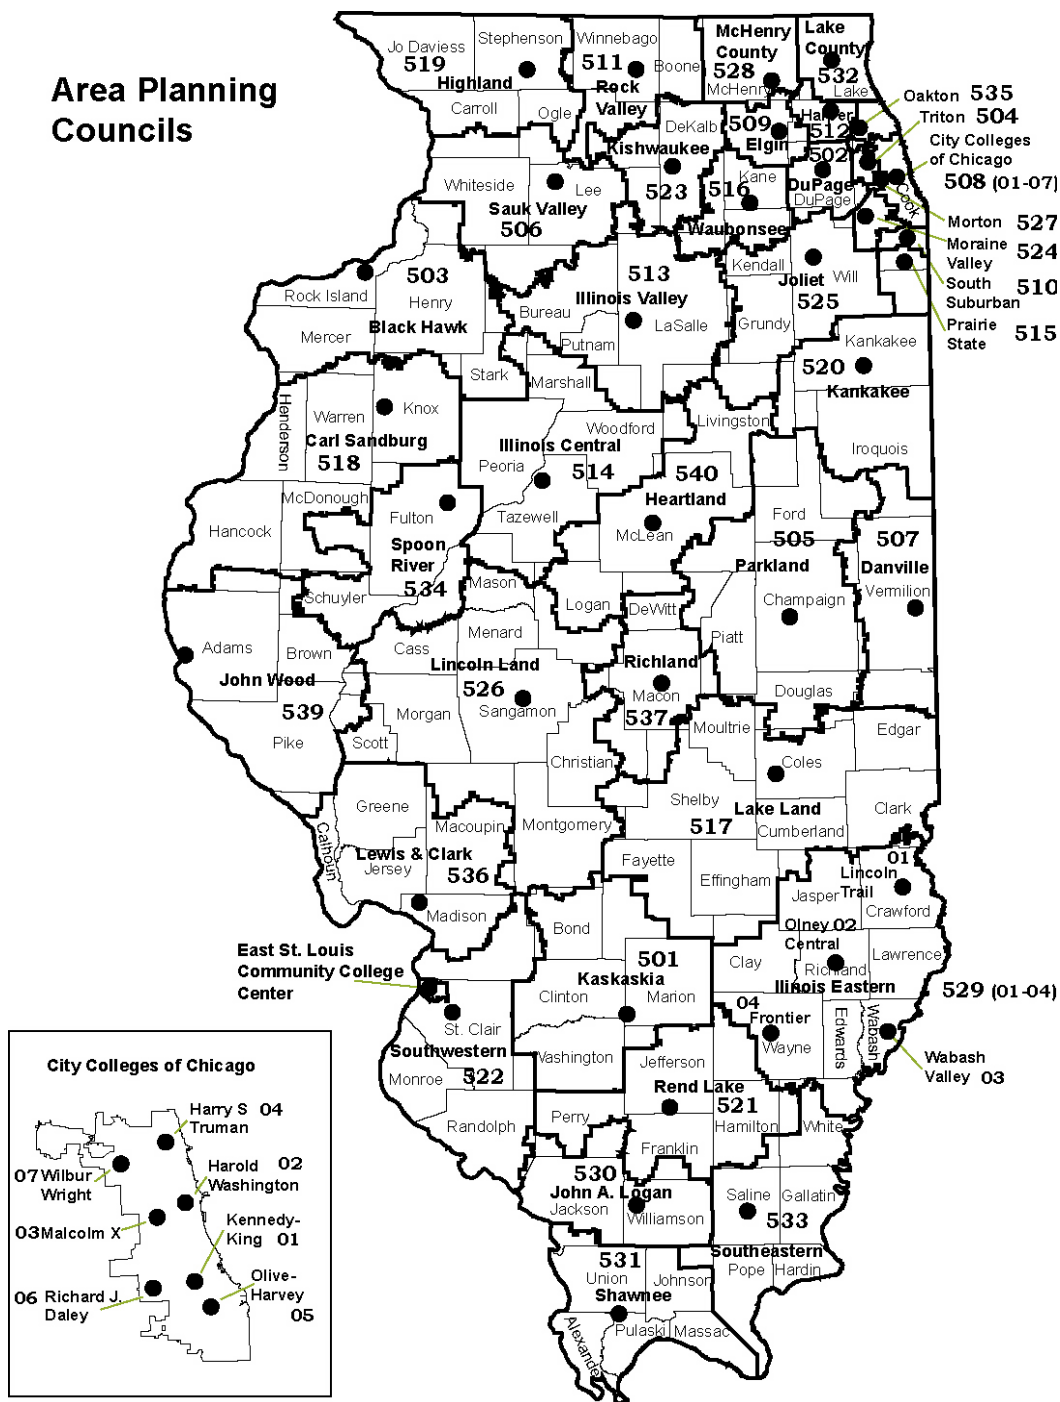 Area Planning
Councils
Jo Daviess
519
Stephenson
Highland
Carroll
Ogle
Winnebago
511
Rock
Valley
Boone
McHenry
County
528
McHenry
Lake
County
532
Lake
Oakton 535
Triton 504
City Colleges
of Chicago
508 (01-07)
Cook
Morton 527
Moraine
Valley 524
South
Suburban 510
Prairie
State 515
509
Elgin
Harper
512
502
DuPage
DuPage
DeKalb
Kishwaukee
523
Kane
516
Waubonsee
Whiteside
Lee
Sauk Valley
506
503
Henry
Rock Island
Mercer
Black Hawk
513
Illinois Valley
Bureau
Putnam
LaSalle
Kendall
Will
Joliet
525
Grundy
Kankakee
520
Kankakee
Iroquois
Stark
Marshall
Henderson
Warren
Knox
Carl Sandburg
518
Woodford
Illinois Central
514
Peoria
Tazewell
Livingston
540
Heartland
McLean
Ford
505
Parkland
507
Danville
Vermilion
Champaign
Hancock
McDonough
Fulton
Spoon
River
534
Schuyler
Mason
Logan
DeWitt
Piatt
Menard
Cass
Adams
Brown
John Wood
539
Pike
Lincoln Land
526
Sangamon
Morgan
Scott
Christian
Richland
Macon
537
Moultrie
Douglas
Edgar
Coles
Shelby
Lake Land
517
Cumberland
Clark
Greene
Calhoun
Macoupin
Montgomery
Lewis & Clark
Jersey
536
Madison
Fayette
Effingham
Jasper
01
Lincoln
Trail
Crawford
Olney 02
Central
Richland
Lawrence
Clay
Illinois Eastern
529 (01-04)
Bond
501
Kaskaskia
Clinton
Marion
East St. Louis
Community College
Center
St. Clair
Southwestern
522
Monroe
Washington
Randolph
04
Frontier
Wayne
Edwards
Wabash
Wabash
Valley 03
Jefferson
Rend Lake
521
Hamilton
White
Perry
Franklin
530
John A. Logan
Jackson
Williamson
Saline
Gallatin
533
Southeastern
Pope
Hardin
531
Union
Johnson
Shawnee
Pulaski
Massac
Alexande
City Colleges of Chicago
Harry S 04
Truman
07 Wilbur
Wright
Harold 02
Washington
03 Malcolm X
Kennedy-
King 01
06 Richard J.
Daley
Olive-
Harvey
05